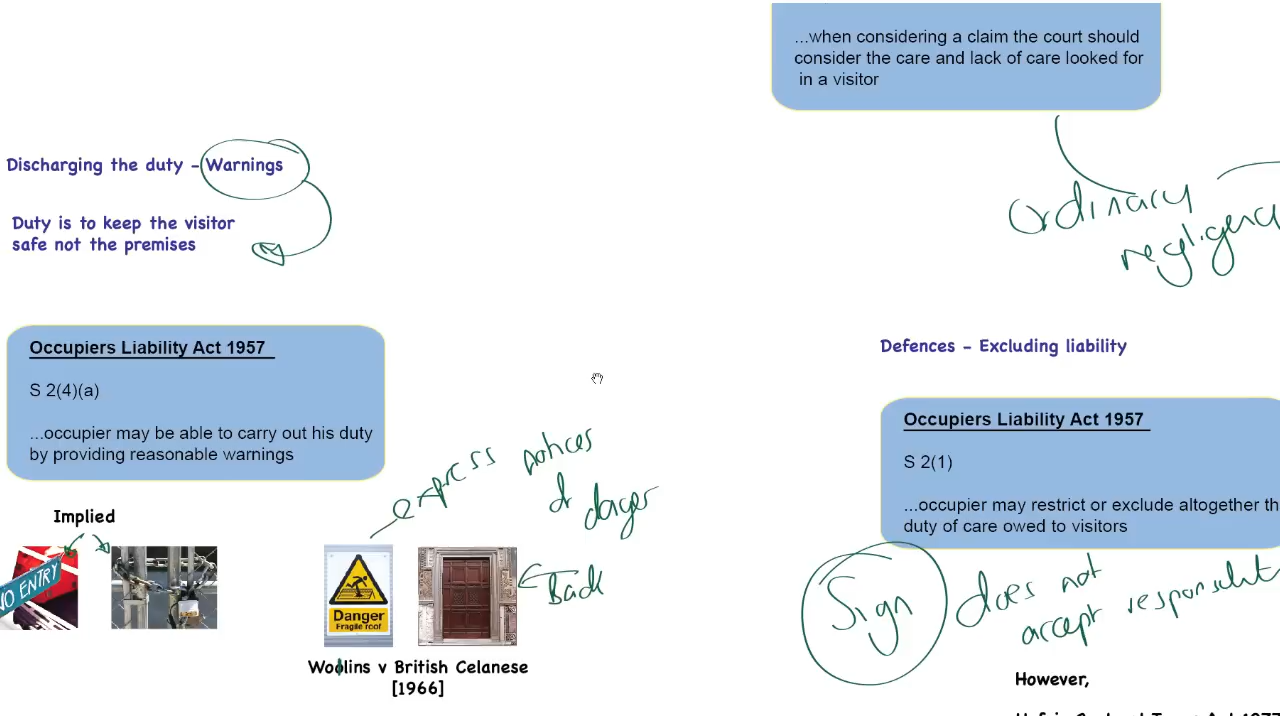 ...when considering a claim the court should
consider the care and lack of care looked for
in a visitor
Discharging the duty - Warnings
Duty is to keep the visitor
safe not the premises
Ordinary
negligenc
Occupiers Liability Act 1957
S 2(4)(a)
...occupier may be able to carry out his duty
by providing reasonable warnings
Implied
NO ENTRY
express notices
of danger
Back
Danger
Fragile roof
Woolins v British Celanese
[1966]
Defences - Excluding liability
Occupiers Liability Act 1957
S 2(1)
...occupier may restrict or exclude altogether th
duty of care owed to visitors
Sign
does not
accept responsibilit
However,